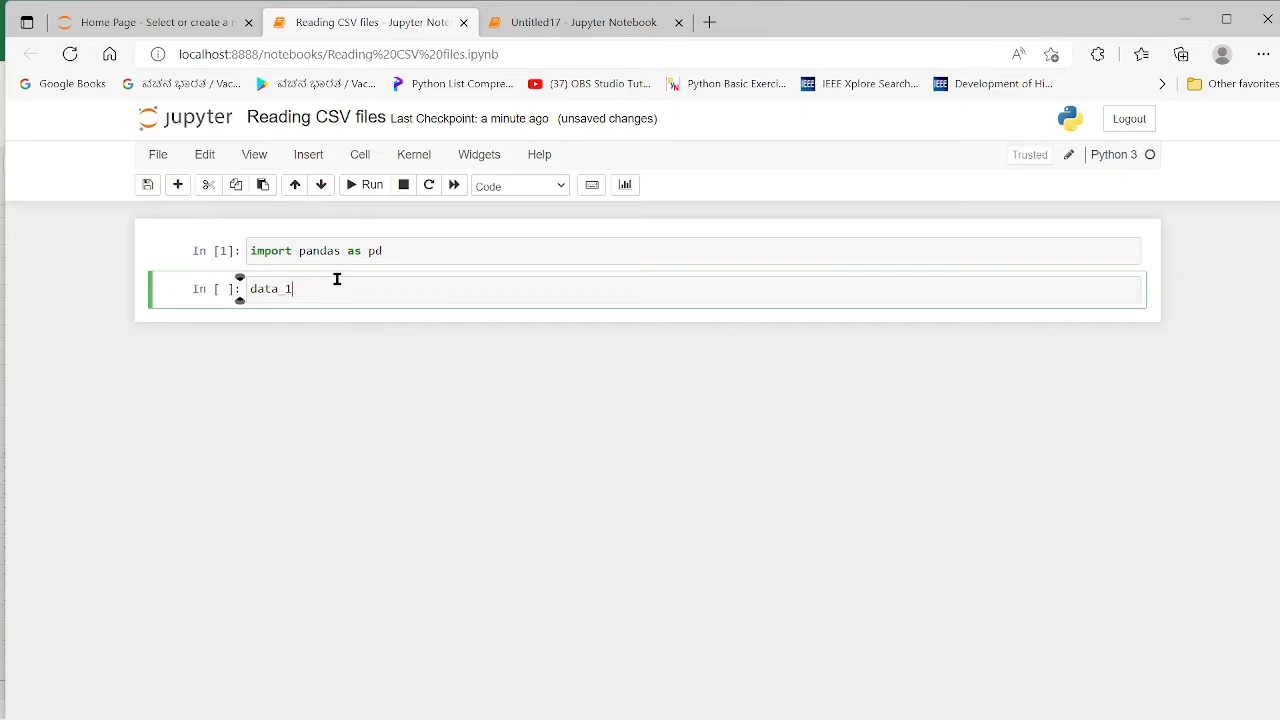 Home Page - Select or create a n
Reading CSV files - Jupyter Note
Untitled17 - Jupyter Notebook
localhost:8888/notebooks/Reading%20CSV%20files.ipynb
Google Books
/ Vac...
/ Vac...
Python List Compre...
(37) OBS Studio Tut...
Python Basic Exerci...
IEEE Xplore Search...
Development of Hi...
Other favorites
jupyter Reading CSV files Last Checkpoint: a minute ago (unsaved changes)
Logout
File Edit View Insert Cell Kernel Widgets Help
Trusted
Python 3
Run
Code
In [1]: import pandas as pd
In [ ]: data_1